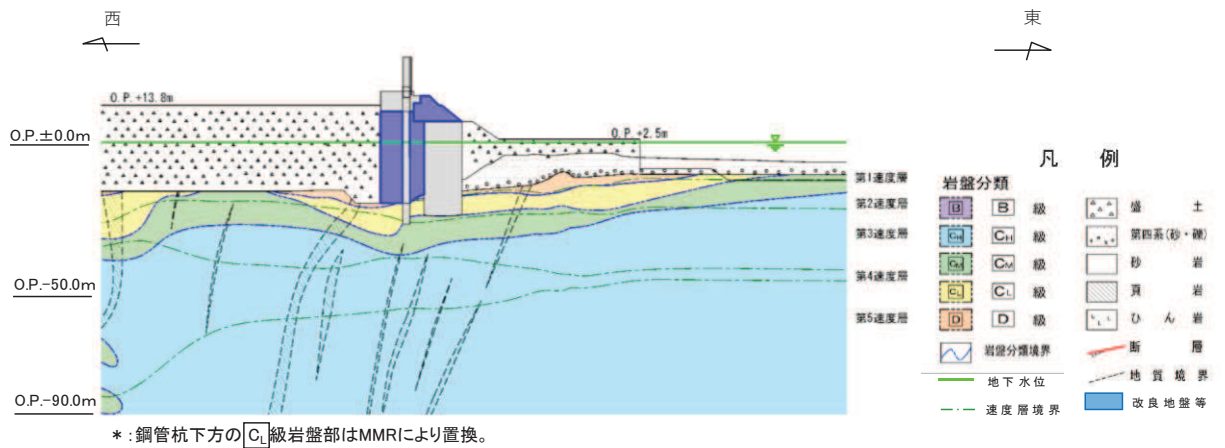 西
東
O.P.+13.8m
O.P.±0.0m
O.P.+2.5m
O.P.-50.0m
O.P.-90.0m
第1速度層
第2速度層
第3速度層
第4速度層
第5速度層
凡 例
岩盤分類
B B 級
CH CH 級
CM CM 級
CL CL 級
D D 級
岩盤分類境界
地下水位
速度層境界
盛 土
第四系(砂・礫)
砂 岩
頁 岩
ひ ん 岩
断 層
地質境界
改良地盤等
*:鋼管杭下方のCL級岩盤部はMMRにより置換。